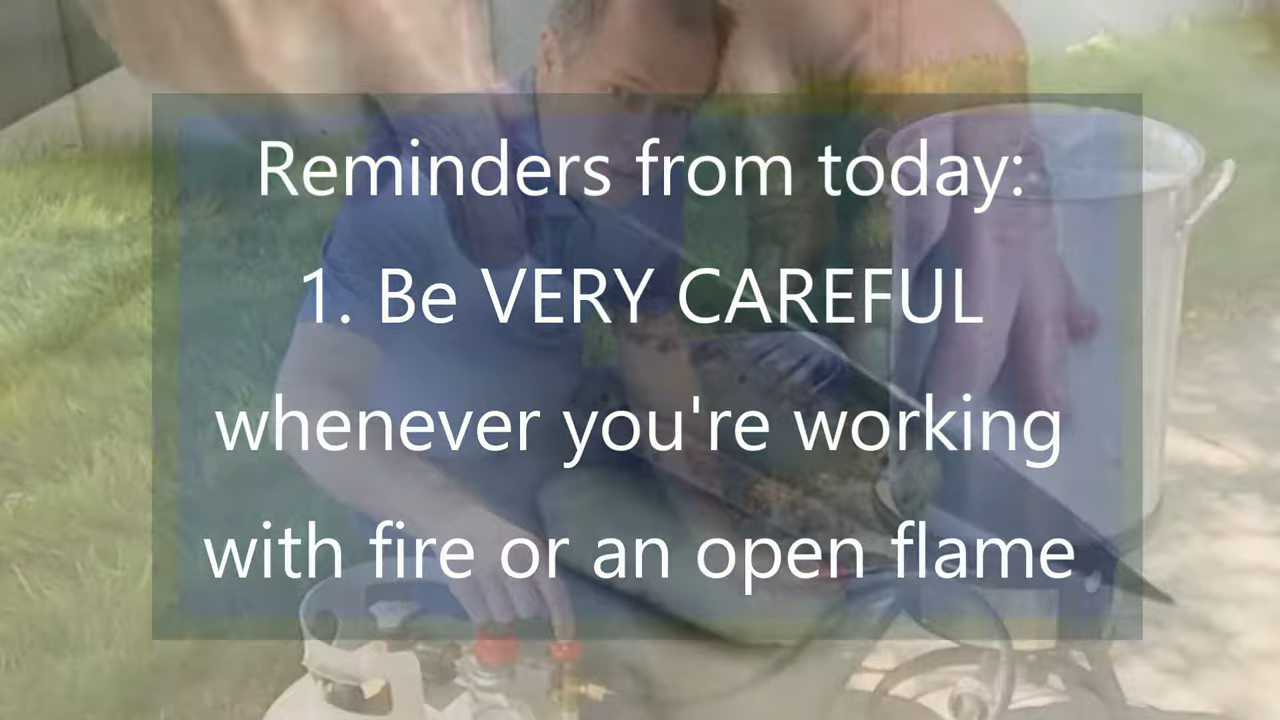 Reminders from today:
1. Be VERY CAREFUL
whenever you're working
with fire or an open flame